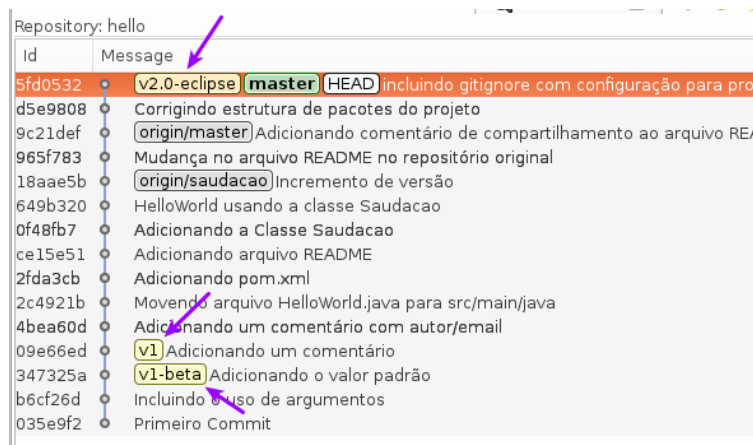 Repository: hello
Id Message
5fd0532 v2.0-eclipse master HEAD incluindo gitignore com configuração para pro
d5e9808 Corrigindo estrutura de pacotes do projeto
9c21def origin/master Adicionando comentário de compartilhamento ao arquivo REA
965f783 Mudança no arquivo README no repositório original
18aae5b origin/saudacao Incremento de versão
649b320 HelloWorld usando a classe Saudacao
0f48fb7 Adicionando a Classe Saudacao
ce15e51 Adicionando arquivo README
2fda3cb Adicionando pom.xml
2c4921b Movendo arquivo HelloWorld.java para src/main/java
4bea60d Adicionando um comentário com autor/email
09e66ed v1 Adicionando um comentário
347325a v1-beta Adicionando o valor padrão
b6cf26d Incluindo o uso de argumentos
035e9f2 Primeiro Commit